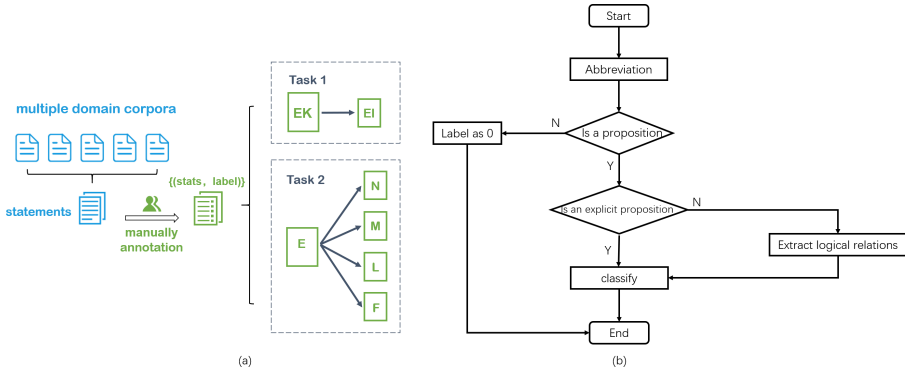 multiple domain corpora
statements
manually
annotation
{(stats, label)}
Task 1
EK
EI
Task 2
E
N
M
L
F
(a)
Start
Abbreviation
Is a proposition
N
Label as 0
Y
Is an explicit proposition
N
Extract logical relations
Y
classify
End
(b)